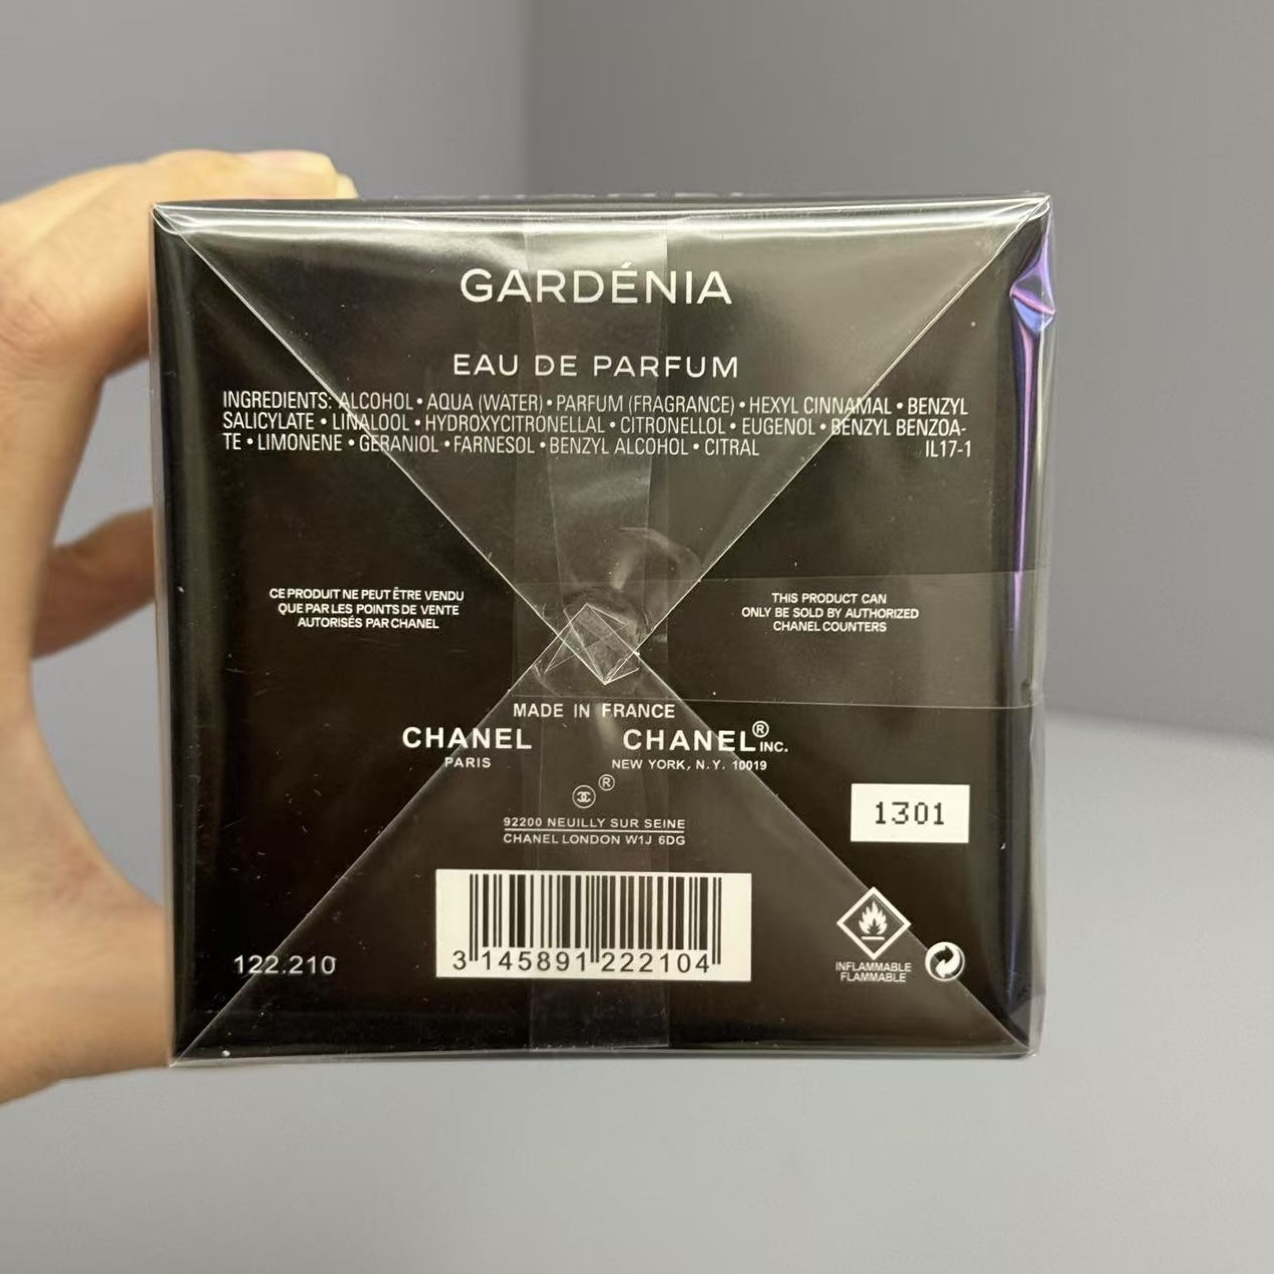 GARDÉNIA
EAU DE PARFUM
INGREDIENTS: ALCOHOL • AQUA (WATER) • PARFUM (FRAGRANCE) • HEXYL CINNAMAL • BENZYL
SALICYLATE • LINALOOL • HYDROXYCITRONELLAL • CITRONELLOL • EUGENOL • BENZYL BENZOA-
TE • LIMONENE • GERANIOL • FARNESOL • BENZYL ALCOHOL • CITRAL IL17-1
CE PRODUIT NE PEUT ÊTRE VENDU
QUE PAR LES POINTS DE VENTE
AUTORISÉS PAR CHANEL
THIS PRODUCT CAN
ONLY BE SOLD BY AUTHORIZED
CHANEL COUNTERS
MADE IN FRANCE
CHANEL CHANEL® INC.
PARIS NEW YORK, N.Y. 10019
®
92200 NEUILLY SUR SEINE
CHANEL LONDON W1J 6DG
1301
122.210
3 145891 222104
INFLAMMABLE
FLAMMABLE